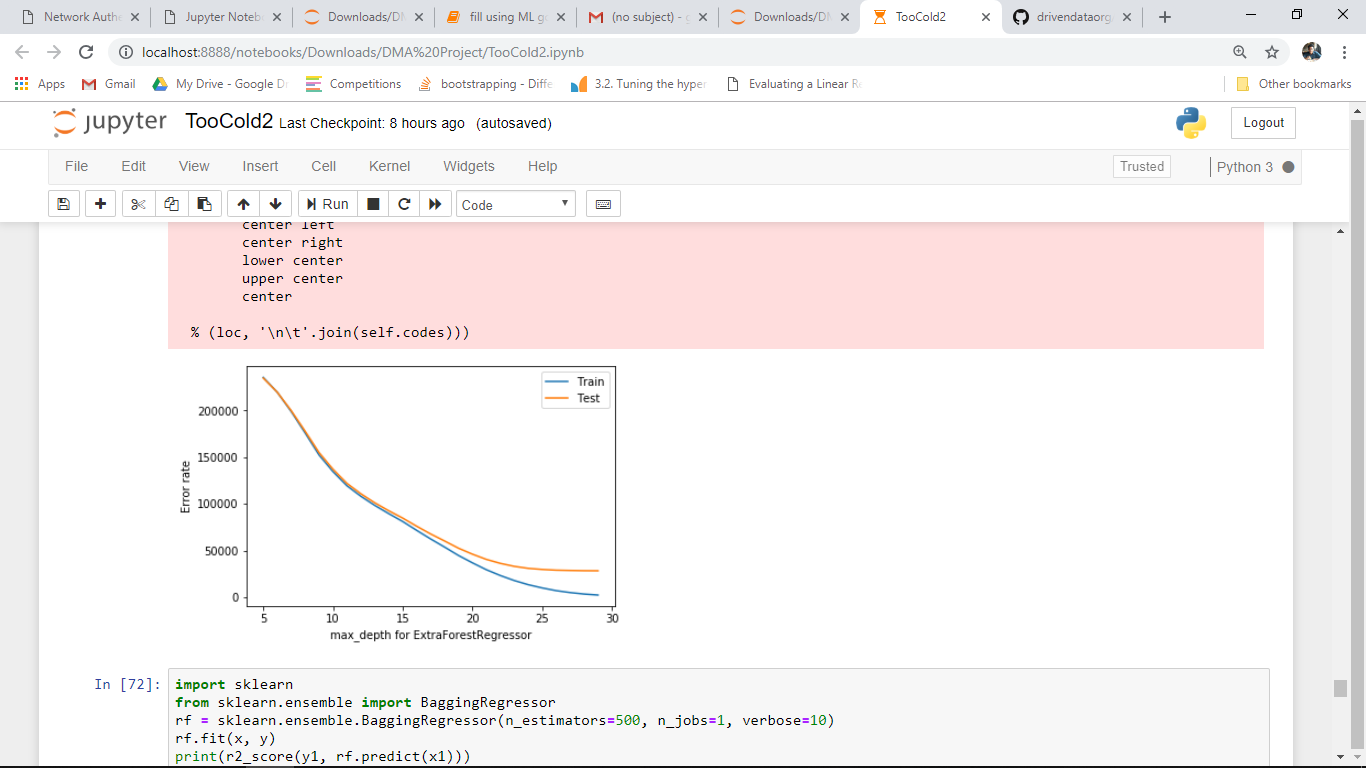 Network Authe
Jupyter Noteb
Downloads/DM
fill using ML g
(no subject) - g
Downloads/DM
TooCold2
drivendataorg/
localhost:8888/notebooks/Downloads/DMA%20Project/TooCold2.ipynb
Apps
Gmail
My Drive - Google Dr
Competitions
bootstrapping - Diffe
3.2. Tuning the hyper
Evaluating a Linear Re
Other bookmarks
jupyter
TooCold2 Last Checkpoint: 8 hours ago (autosaved)
Logout
File Edit View Insert Cell Kernel Widgets Help
Trusted
Python 3
Run
Code
center left
center right
lower center
upper center
center
% (loc, '\n\t'.join(self.codes)))
Train
Test
200000
150000
100000
50000
0
Error rate
5 10 15 20 25 30
max_depth for ExtraForestRegressor
In [72]:
import sklearn
from sklearn.ensemble import BaggingRegressor
rf = sklearn.ensemble.BaggingRegressor(n_estimators=500, n_jobs=1, verbose=10)
rf.fit(x, y)
print(r2_score(y1, rf.predict(x1)))